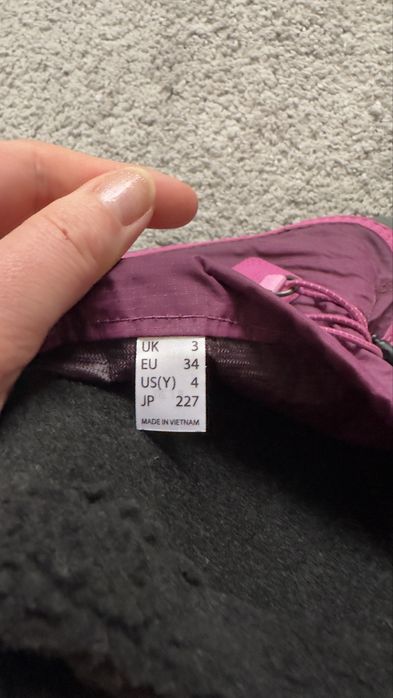 UK 3
EU 34
US(Y) 4
JP 227
MADE IN VIETNAM